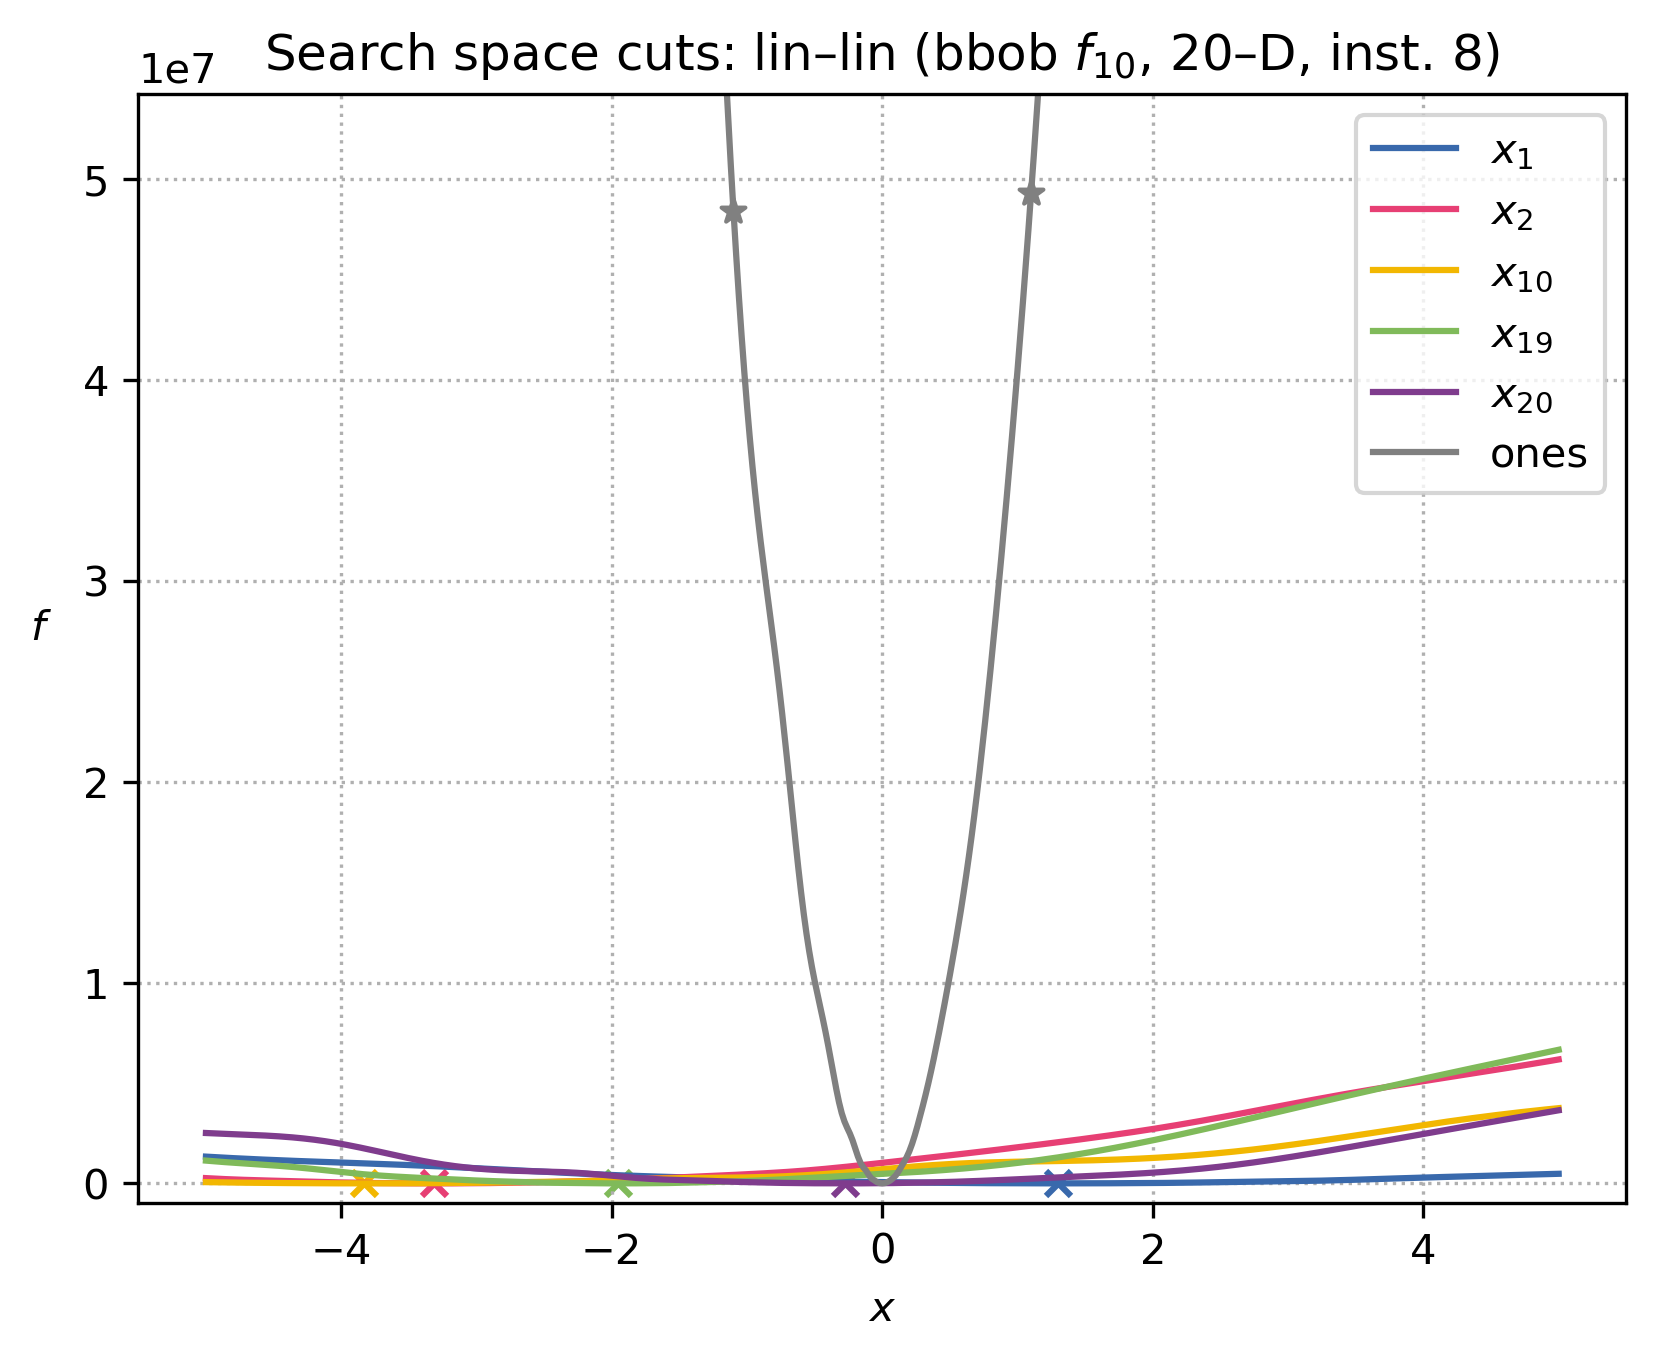 Search space cuts: lin–lin (bbob f10, 20–D, inst. 8)
1e7
5
4
3
2
1
0
f
−4
−2
0
2
4
x
x1
x2
x10
x19
x20
ones